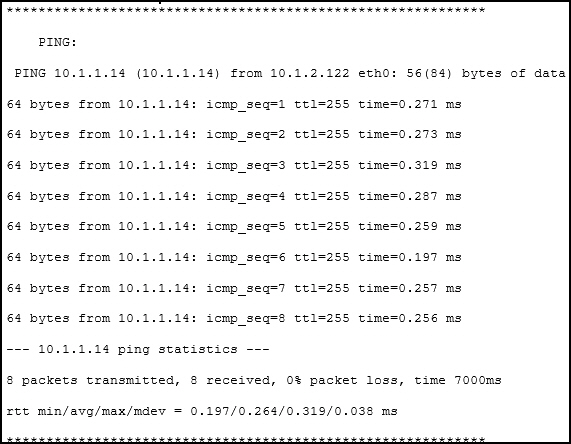 *************************************************************
PING:
PING 10.1.1.14 (10.1.1.14) from 10.1.2.122 eth0: 56(84) bytes of data
64 bytes from 10.1.1.14: icmp_seq=1 ttl=255 time=0.271 ms
64 bytes from 10.1.1.14: icmp_seq=2 ttl=255 time=0.273 ms
64 bytes from 10.1.1.14: icmp_seq=3 ttl=255 time=0.319 ms
64 bytes from 10.1.1.14: icmp_seq=4 ttl=255 time=0.287 ms
64 bytes from 10.1.1.14: icmp_seq=5 ttl=255 time=0.259 ms
64 bytes from 10.1.1.14: icmp_seq=6 ttl=255 time=0.197 ms
64 bytes from 10.1.1.14: icmp_seq=7 ttl=255 time=0.257 ms
64 bytes from 10.1.1.14: icmp_seq=8 ttl=255 time=0.256 ms
--- 10.1.1.14 ping statistics ---
8 packets transmitted, 8 received, 0% packet loss, time 7000ms
rtt min/avg/max/mdev = 0.197/0.264/0.319/0.038 ms
*************************************************************